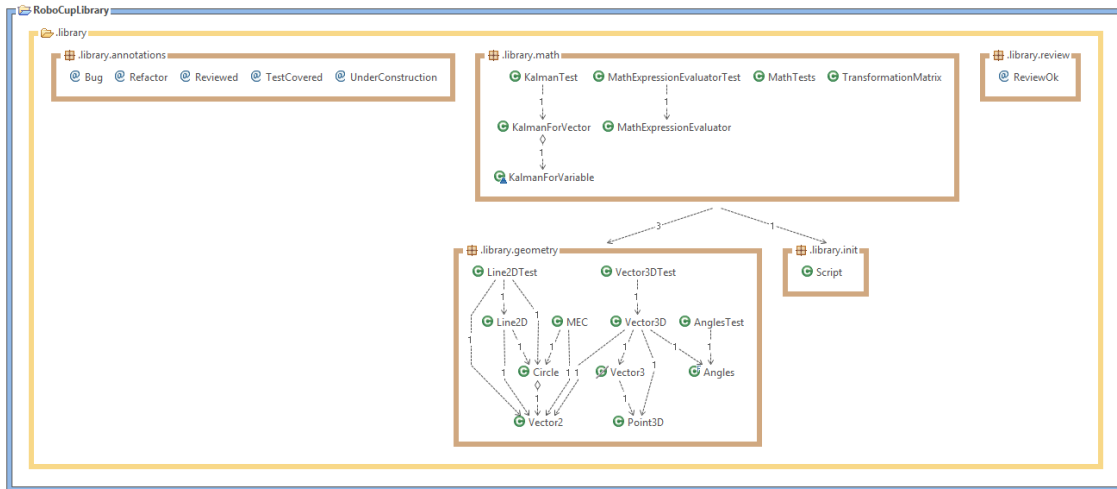 RoboCupLibrary
.library
.library.annotations
.library.math
.library.review
@ Bug @ Refactor @ Reviewed @ TestCovered @ UnderConstruction
C KalmanTest C MathExpressionEvaluatorTest C MathTests C TransformationMatrix
@ ReviewOk
1 1
C KalmanForVector C MathExpressionEvaluator
1
C KalmanForVariable
3 1
.library.geometry
.library.init
C Line2DTest C Vector3DTest
C Script
1 1
C Line2D C MEC C Vector3D C AnglesTest
1 1
1 1 1 1 1 1
C Circle C Vector3 C Angles
1 1 1 1 1
1 1 1
C Vector2 C Point3D